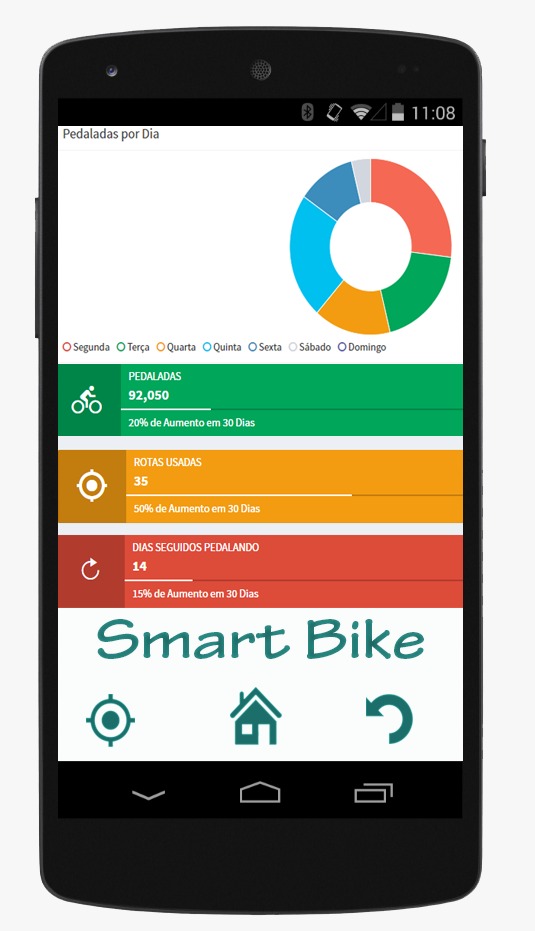 11:08
Pedaladas por Dia
Segunda Terça Quarta Quinta Sexta Sábado Domingo
PEDALADAS
92,050
20% de Aumento em 30 Dias
ROTAS USADAS
35
50% de Aumento em 30 Dias
DIAS SEGUIDOS PEDALANDO
14
15% de Aumento em 30 Dias
Smart Bike